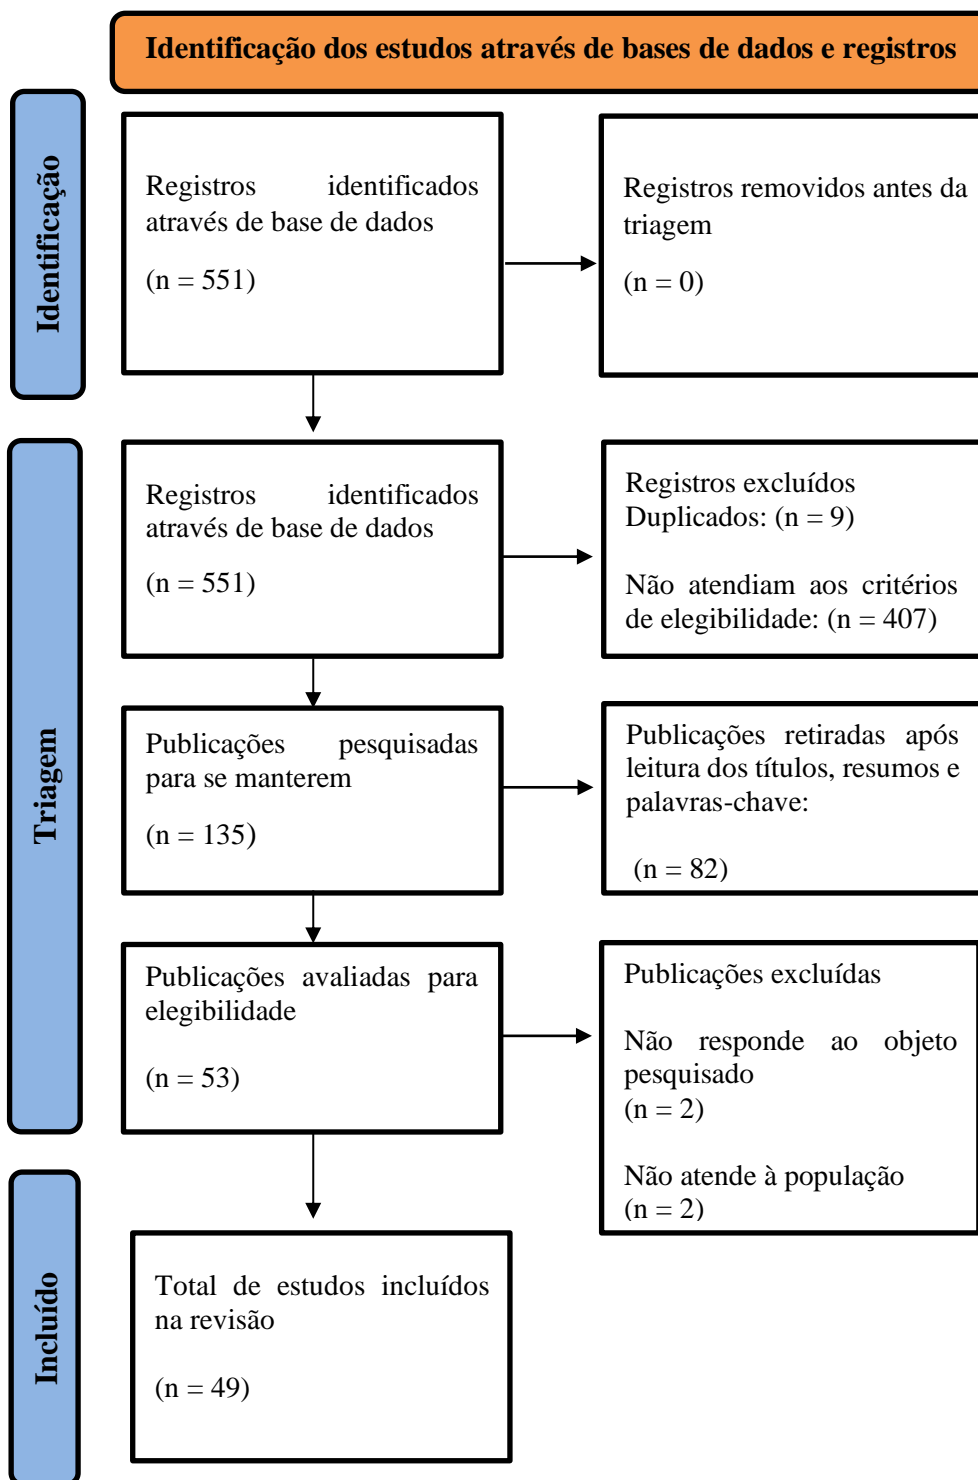 Identificação dos estudos através de bases de dados e registros
Identificação
Registros identificados
através de base de dados
(n = 551)
Registros removidos antes da
triagem
(n = 0)
Triagem
Registros identificados
através de base de dados
(n = 551)
Registros excluídos
Duplicados: (n = 9)
Não atendiam aos critérios
de elegibilidade: (n = 407)
Publicações pesquisadas
para se manterem
(n = 135)
Publicações retiradas após
leitura dos títulos, resumos e
palavras-chave:
(n = 82)
Publicações avaliadas para
elegibilidade
(n = 53)
Publicações excluídas
Não responde ao objeto
pesquisado
(n = 2)
Não atende à população
(n = 2)
Incluído
Total de estudos incluídos
na revisão
(n = 49)